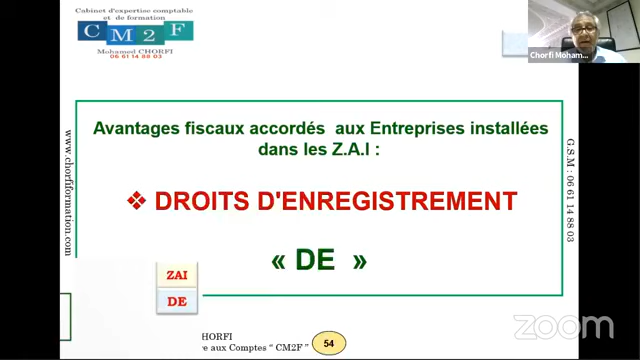 Cabinet d'expertise comptable
et de formation
C M 2 F
Mohamed CHORFI
06 61 14 88 03
Chorfi Moham...
www.chorfiformation.com
Avantages fiscaux accordés aux Entreprises installées
dans les Z.A.I :
❖ DROITS D'ENREGISTREMENT
« DE »
G.S.M : 06 61 14 88 03
ZAI
DE
HORFI
re aux Comptes " CM2F "
54
zoom